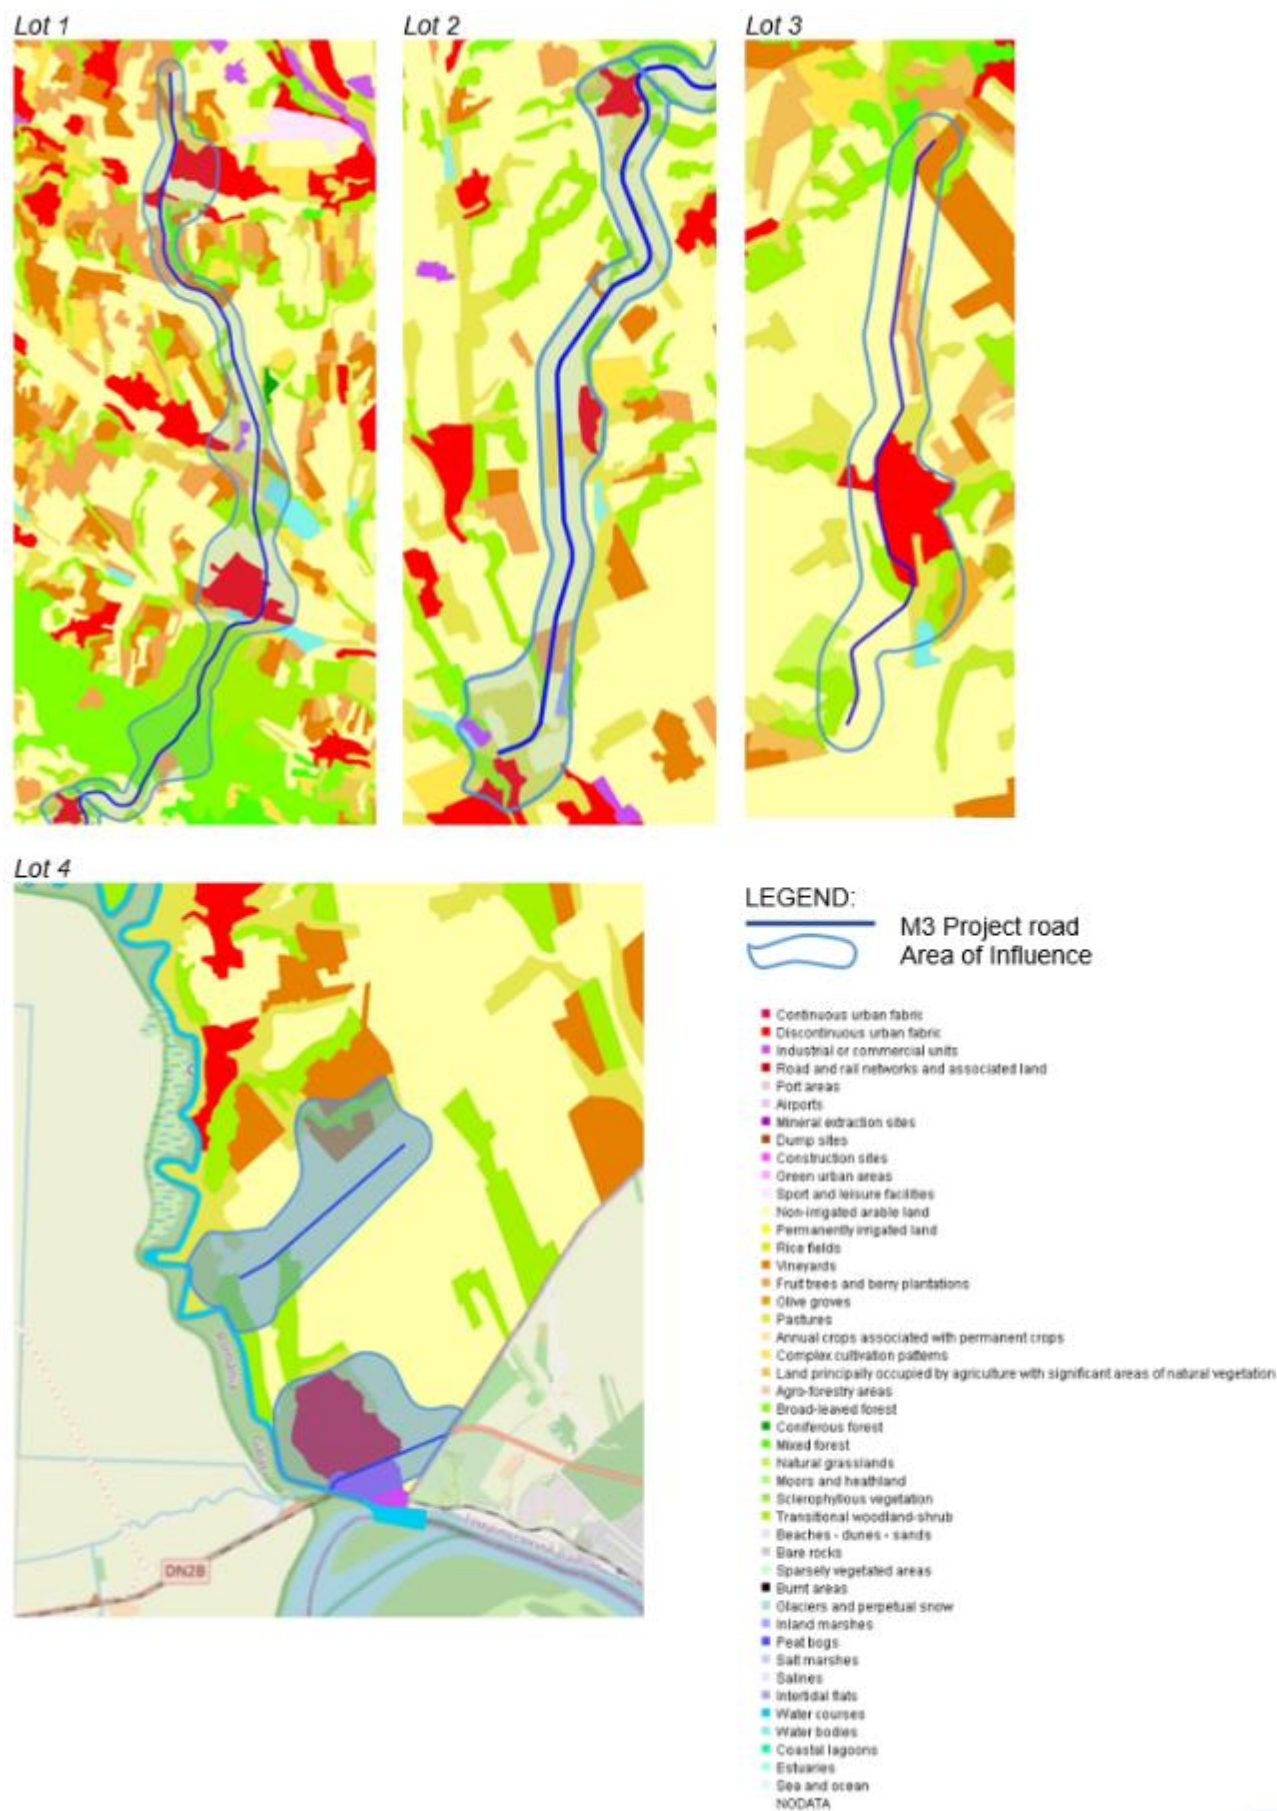 Lot 1
Lot 2
Lot 3
Lot 4
DN2B
LEGEND:
M3 Project road
Area of Influence
Continuous urban fabric
Discontinuous urban fabric
Industrial or commercial units
Road and rail networks and associated land
Port areas
Airports
Mineral extraction sites
Dump sites
Construction sites
Green urban areas
Sport and leisure facilities
Non-irrigated arable land
Permanently irrigated land
Rice fields
Vineyards
Fruit trees and berry plantations
Olive groves
Pastures
Annual crops associated with permanent crops
Complex cultivation patterns
Land principally occupied by agriculture with significant areas of natural vegetation
Agro-forestry areas
Broad-leaved forest
Coniferous forest
Mixed forest
Natural grasslands
Moors and heathland
Sclerophyllous vegetation
Transitional woodland-shrub
Beaches - dunes - sands
Bare rocks
Sparsely vegetated areas
Burnt areas
Glaciers and perpetual snow
Inland marshes
Peat bogs
Salt marshes
Salines
Intertidal flats
Water courses
Water bodies
Coastal lagoons
Estuaries
Sea and ocean
NODATA